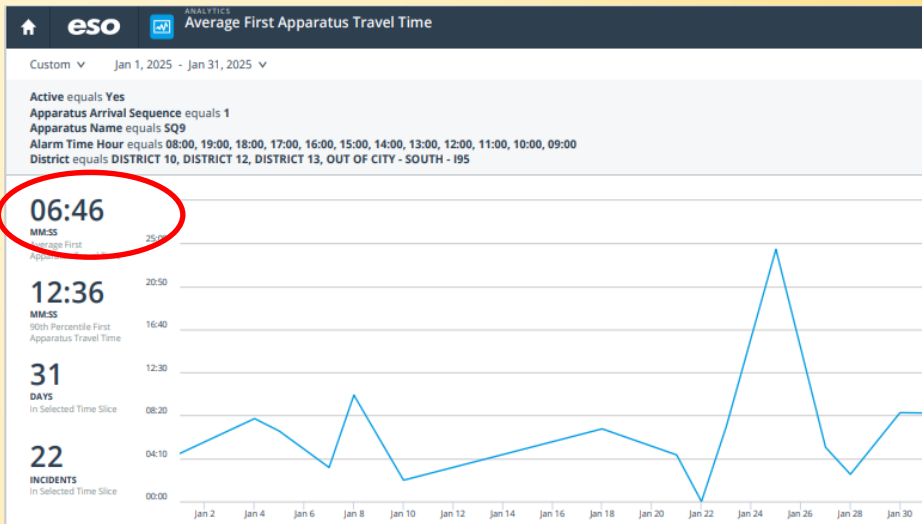 ANALYTICS
eso Average First Apparatus Travel Time
Custom Jan 1, 2025 - Jan 31, 2025
Active equals Yes
Apparatus Arrival Sequence equals 1
Apparatus Name equals SQ9
Alarm Time Hour equals 08:00, 19:00, 18:00, 17:00, 16:00, 15:00, 14:00, 13:00, 12:00, 11:00, 10:00, 09:00
District equals DISTRICT 10, DISTRICT 12, DISTRICT 13, OUT OF CITY - SOUTH - I95
06:46
MM:SS
Average First
Apparatus Travel Time
12:36
MM:SS
90th Percentile First
Apparatus Travel Time
31
DAYS
In Selected Time Slice
22
INCIDENTS
In Selected Time Slice
25:00
20:50
16:40
12:30
08:20
04:10
00:00
Jan 2 Jan 4 Jan 6 Jan 8 Jan 10 Jan 12 Jan 14 Jan 16 Jan 18 Jan 20 Jan 22 Jan 24 Jan 26 Jan 28 Jan 30